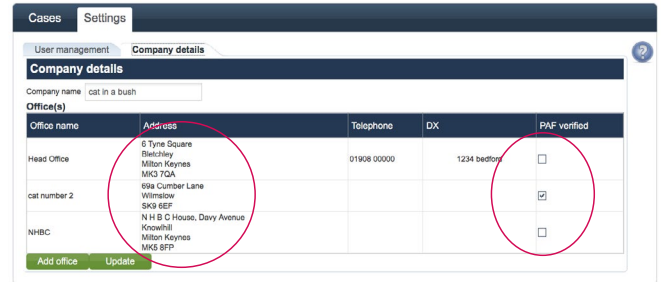 Cases Settings
User management Company details
Company details
Company name cat in a bush
Office(s)
Office name Address Telephone DX PAF verified
6 Tyne Square
Bletchley
Head Office 01908 00000 1234 bedford
Milton Keynes
MK3 7QA
69a Cumber Lane
cat number 2 Wilmslow
SK9 6EF
N H B C House, Davy Avenue
Knowlhill
NHBC
Milton Keynes
MK5 8FP
Add office Update
?